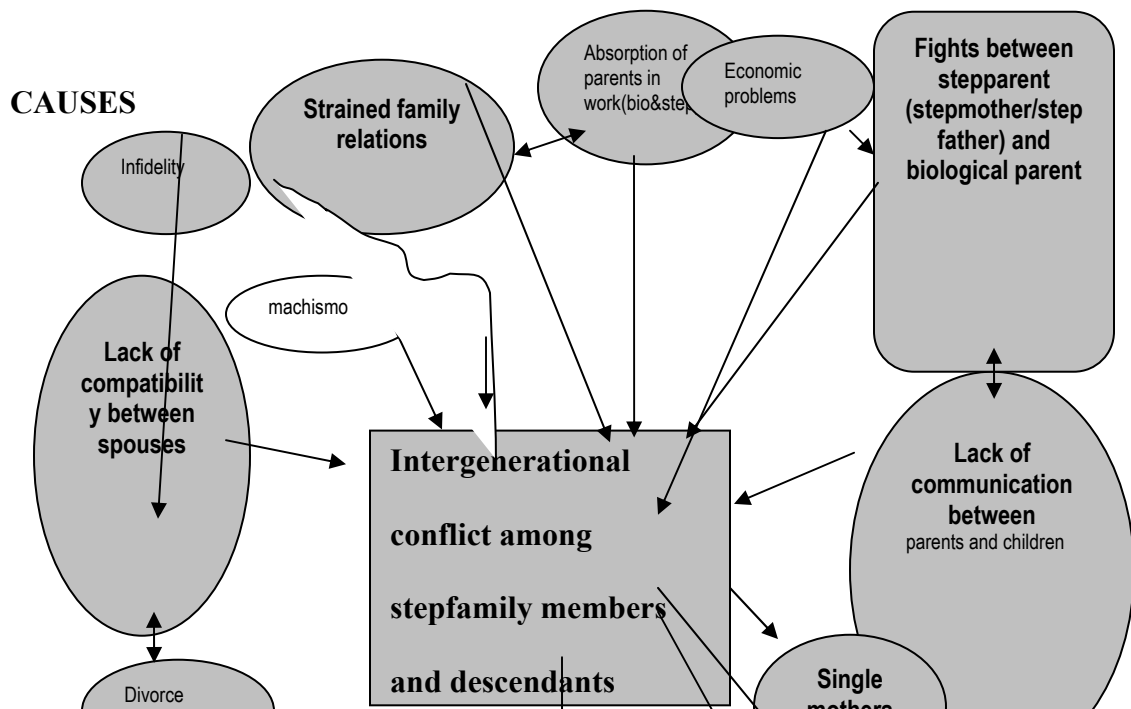 CAUSES
Infidelity
Strained family
relations
Absorption of
parents in
work(bio&step
Economic
problems
Fights between
stepparent
(stepmother/step
father) and
biological parent
machismo
Lack of
compatibilit
y between
spouses
Intergenerational
conflict among
stepfamily members
and descendants
Lack of
communication
between
parents and children
Divorce
Single
mothers